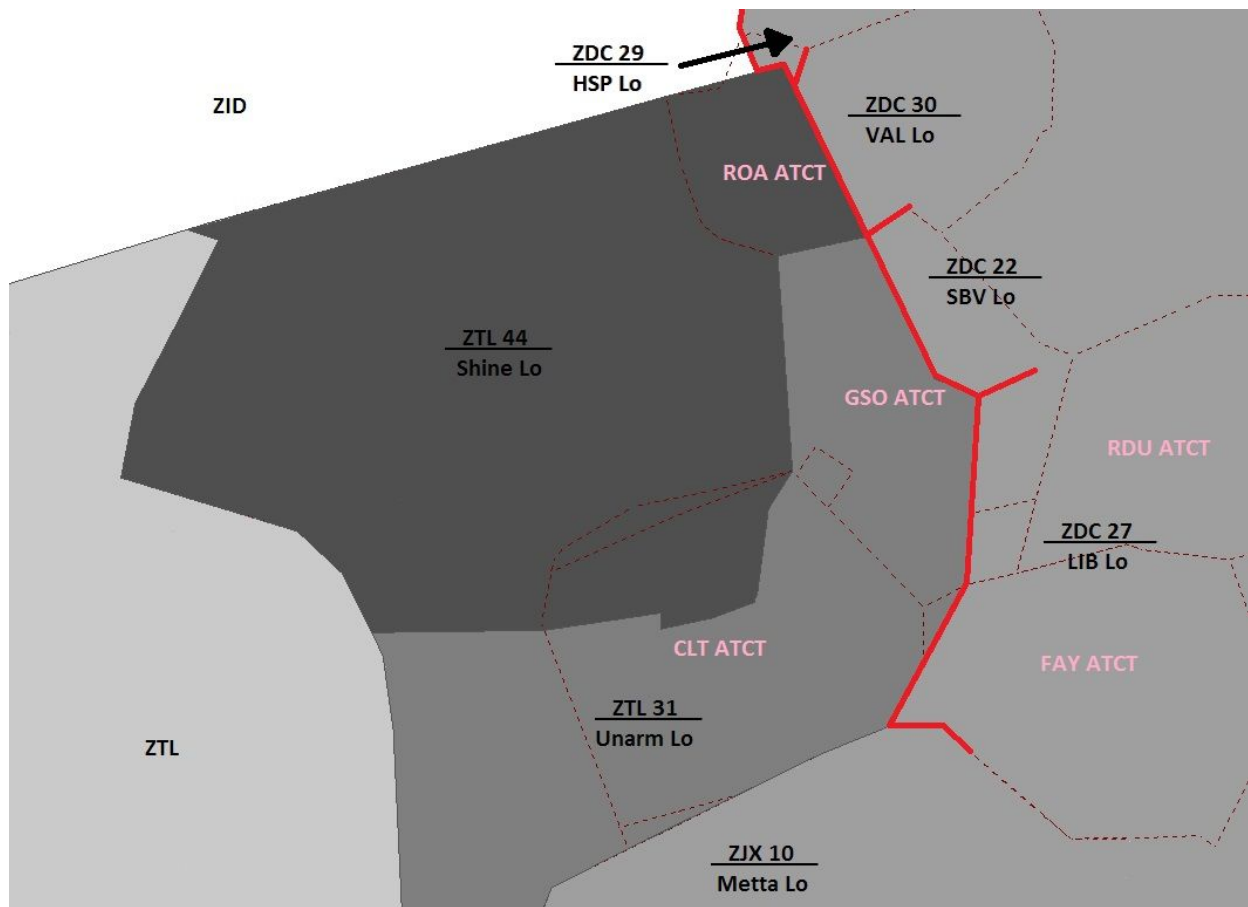 ZDC 29
HSP Lo
ZID
ZDC 30
VAL Lo
ROA ATCT
ZDC 22
SBV Lo
ZTL 44
Shine Lo
GSO ATCT
RDU ATCT
ZDC 27
LIB Lo
CLT ATCT
FAY ATCT
ZTL 31
Unarm Lo
ZTL
ZJX 10
Metta Lo